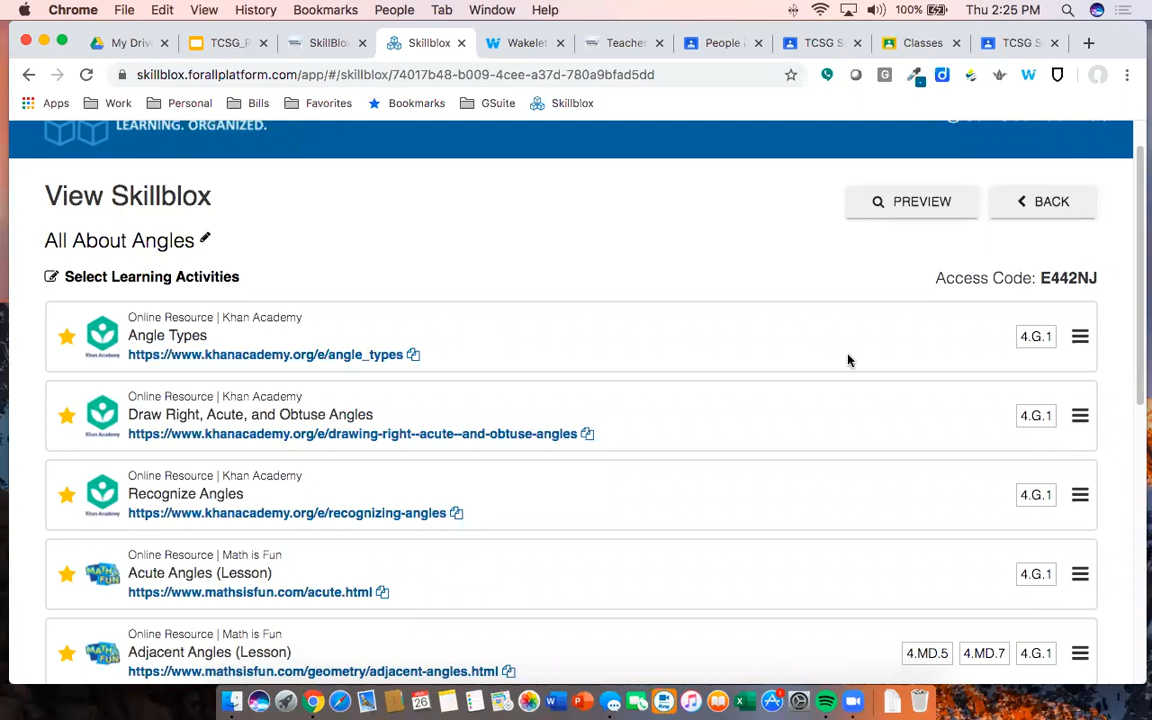 Chrome File Edit View History Bookmarks People Tab Window Help 100% Thu 2:25 PM
My Driv TCSG_P SkillBlo Skillblox Wakelet Teacher People TCSG S Classes TCSG S
skillblox.forallplatform.com/app/#/skillblox/74017b48-b009-4cee-a37d-780a9bfad5dd
Apps Work Personal Bills Favorites Bookmarks GSuite Skillblox
LEARNING. ORGANIZED.
View Skillblox
PREVIEW
BACK
All About Angles
Select Learning Activities
Access Code: E442NJ
Online Resource | Khan Academy
Angle Types
4.G.1
https://www.khanacademy.org/e/angle_types
Online Resource | Khan Academy
Draw Right, Acute, and Obtuse Angles
4.G.1
https://www.khanacademy.org/e/drawing-right--acute--and-obtuse-angles
Online Resource | Khan Academy
Recognize Angles
4.G.1
https://www.khanacademy.org/e/recognizing-angles
Online Resource | Math is Fun
Acute Angles (Lesson)
4.G.1
https://www.mathsisfun.com/acute.html
Online Resource | Math is Fun
Adjacent Angles (Lesson)
4.MD.5 4.MD.7 4.G.1
https://www.mathsisfun.com/geometry/adjacent-angles.html